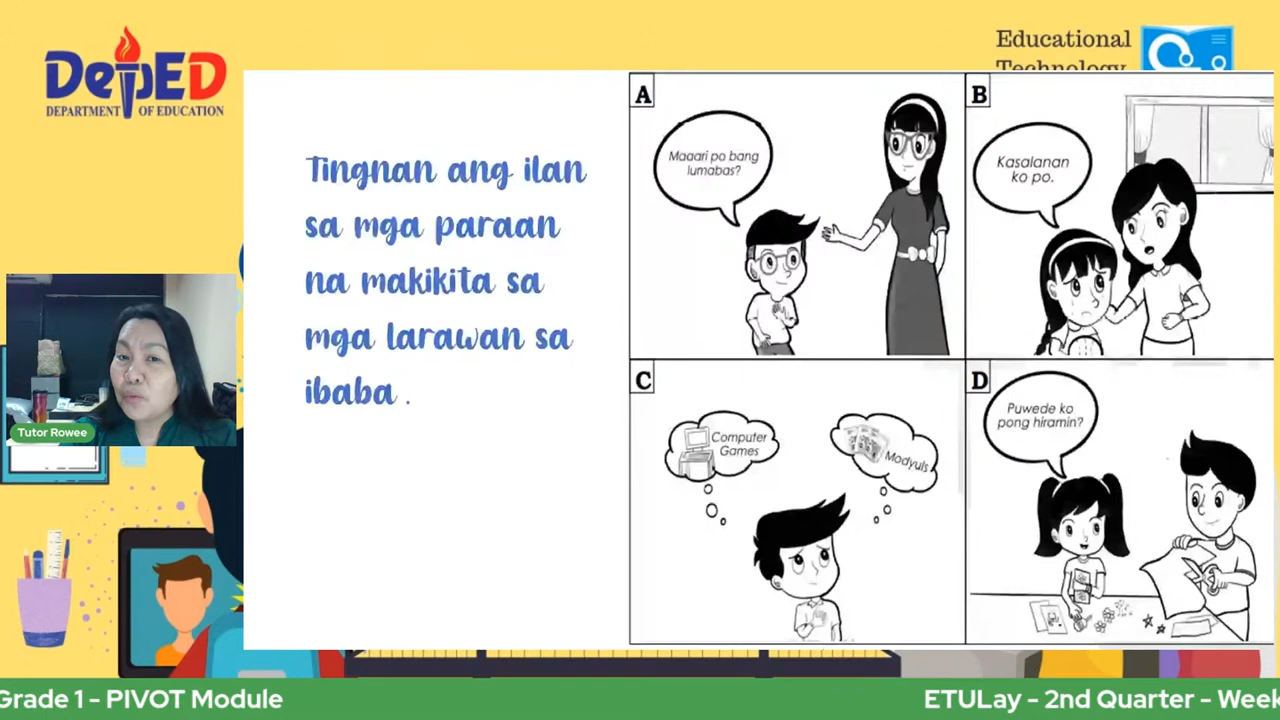 DepED
DEPARTMENT OF EDUCATION
Educational
Technology
Tingnan ang ilan
sa mga paraan
na makikita sa
mga larawan sa
ibaba .
A
Maaari po bang
lumabas?
B
Kasalanan
ko po.
C
Computer
Games
Modyuls
D
Puwede ko
pong hiramin?
Tutor Rowee
Grade 1 - PIVOT Module
ETULay - 2nd Quarter - Week